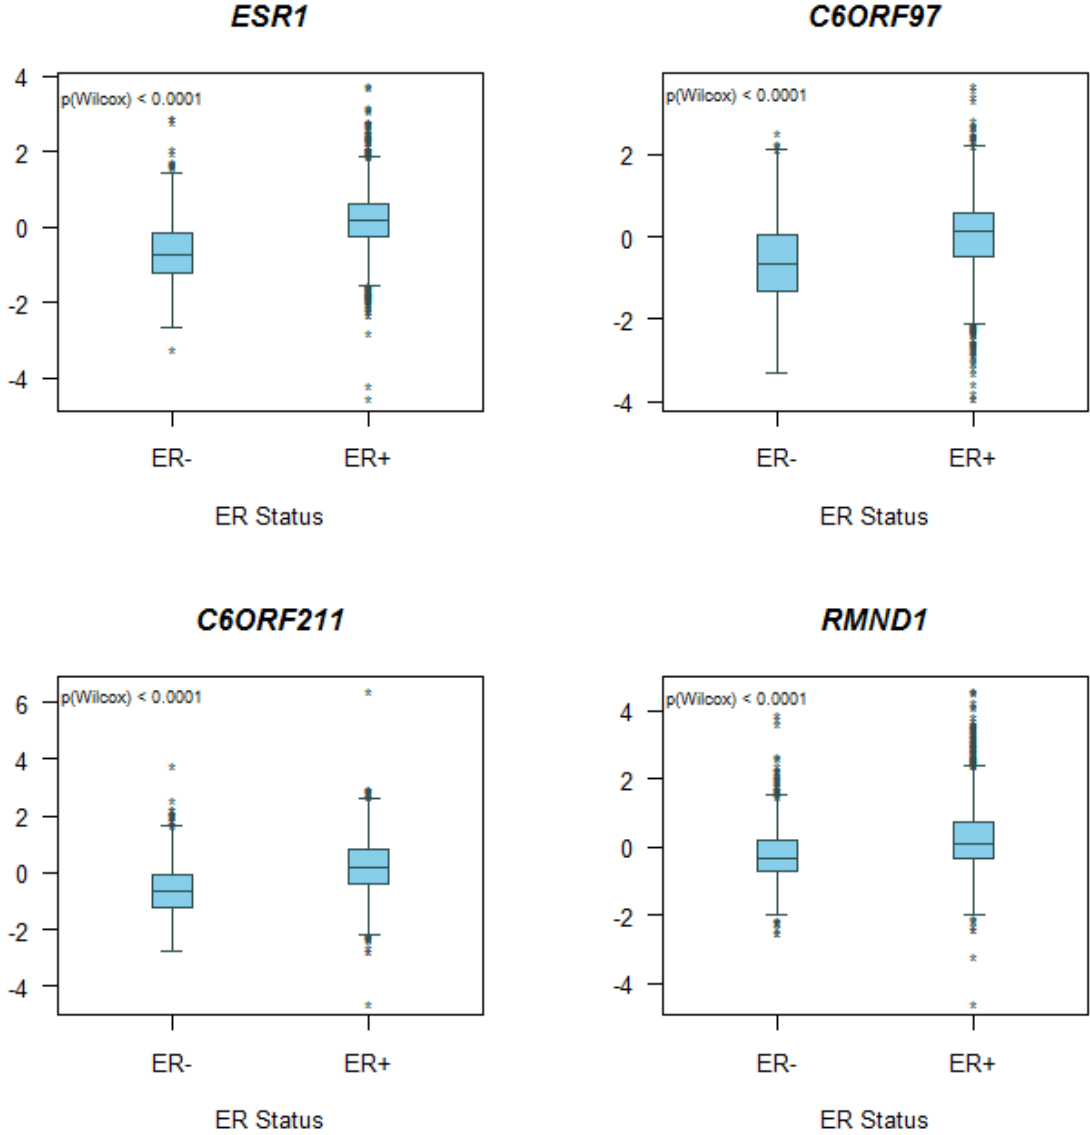 ESR1
C6ORF97
p(Wilcox) < 0.0001
4
2
0
-2
-4
ER-
ER+
ER Status
p(Wilcox) < 0.0001
2
0
-2
-4
ER-
ER+
ER Status
C6ORF211
RMND1
p(Wilcox) < 0.0001
6
4
2
0
-2
-4
ER-
ER+
ER Status
p(Wilcox) < 0.0001
4
2
0
-2
-4
ER-
ER+
ER Status